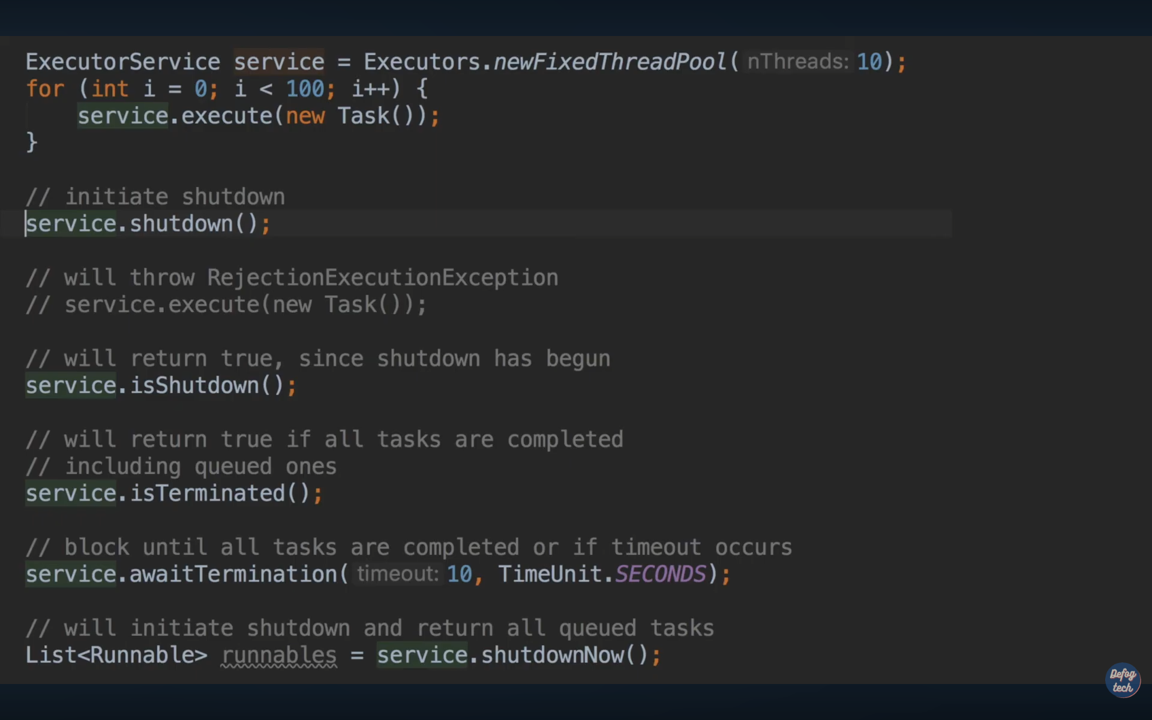 ExecutorService service = Executors.newFixedThreadPool( nThreads: 10);
for (int i = 0; i < 100; i++) {
    service.execute(new Task());
}
// initiate shutdown
service.shutdown();
// will throw RejectionExecutionException
// service.execute(new Task());
// will return true, since shutdown has begun
service.isShutdown();
// will return true if all tasks are completed
// including queued ones
service.isTerminated();
// block until all tasks are completed or if timeout occurs
service.awaitTermination( timeout: 10, TimeUnit.SECONDS);
// will initiate shutdown and return all queued tasks
List<Runnable> runnables = service.shutdownNow();
Defog
tech